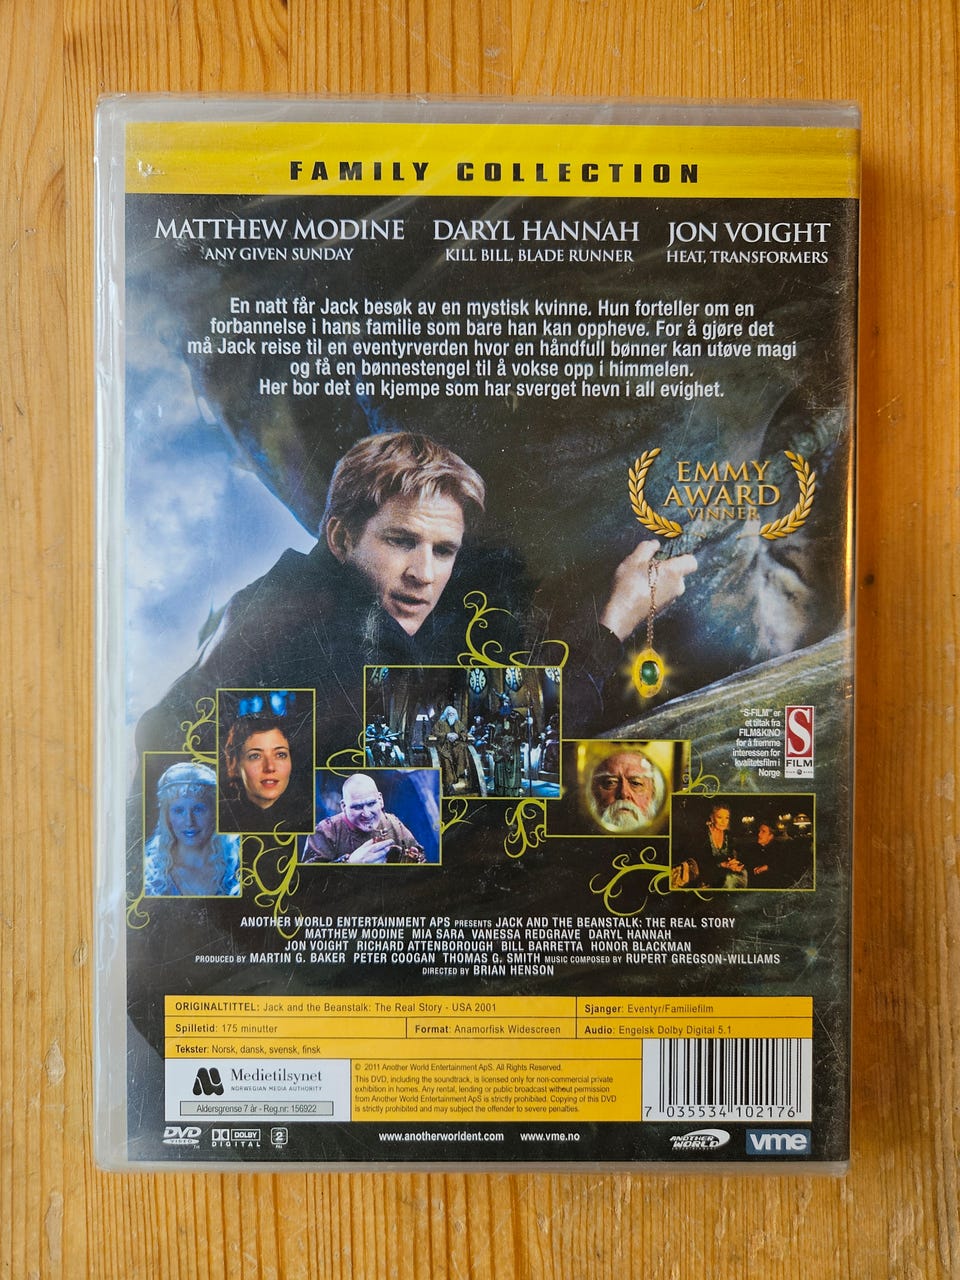 FAMILY COLLECTION
MATTHEW MODINE
ANY GIVEN SUNDAY
DARYL HANNAH
KILL BILL, BLADE RUNNER
JON VOIGHT
HEAT, TRANSFORMERS
En natt får Jack besøk av en mystisk kvinne. Hun forteller om en
forbannelse i hans familie som bare han kan oppheve. For å gjøre det
må Jack reise til en eventyrverden hvor en håndfull bønner kan utøve magi
og få en bønnestengel til å vokse opp i himmelen.
Her bor det en kjempe som har sverget hevn i all evighet.
EMMY
AWARD
VINNER
"S-FILM" er
et tiltak fra
FILM&KINO
for å fremme
interessen for
kvalitetsfilm i
Norge
S
FILM
ANOTHER WORLD ENTERTAINMENT APS PRESENTS JACK AND THE BEANSTALK: THE REAL STORY
MATTHEW MODINE MIA SARA VANESSA REDGRAVE DARYL HANNAH
JON VOIGHT RICHARD ATTENBOROUGH BILL BARRETTA HONOR BLACKMAN
PRODUCED BY MARTIN G. BAKER PETER COOGAN THOMAS G. SMITH MUSIC COMPOSED BY RUPERT GREGSON-WILLIAMS
DIRECTED BY BRIAN HENSON
ORIGINALTITTEL: Jack and the Beanstalk: The Real Story - USA 2001
Sjanger: Eventyr/Familiefilm
Spilletid: 175 minutter
Format: Anamorfisk Widescreen
Audio: Engelsk Dolby Digital 5.1
Tekster: Norsk, dansk, svensk, finsk
Medietilsynet
NORWEGIAN MEDIA AUTHORITY
Aldersgrense 7 år - Reg.nr: 156922
© 2011 Another World Entertainment ApS. All Rights Reserved.
This DVD, including the soundtrack, is licensed only for non-commercial private
exhibition in homes. Any rental, lending or public broadcast without permission
from Another World Entertainment ApS is strictly prohibited. Copying of this DVD
is strictly prohibited and may subject the offender to severe penalties.
7 035534 102176
DVD
VIDEO
DOLBY
DIGITAL
2
www.anotherworldent.com www.vme.no
ANOTHER
WORLD
vme